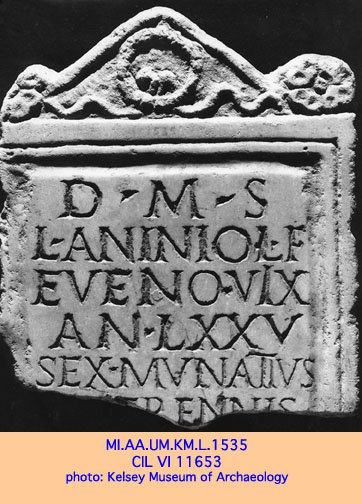 D · M · S
L·ANINIO L·F
EVENO·VIX
AN·LXXV
SEX·MVNATIVS
ERENNIS
MI.AA.UM.KM.L.1535
CIL VI 11653
photo: Kelsey Museum of Archaeology